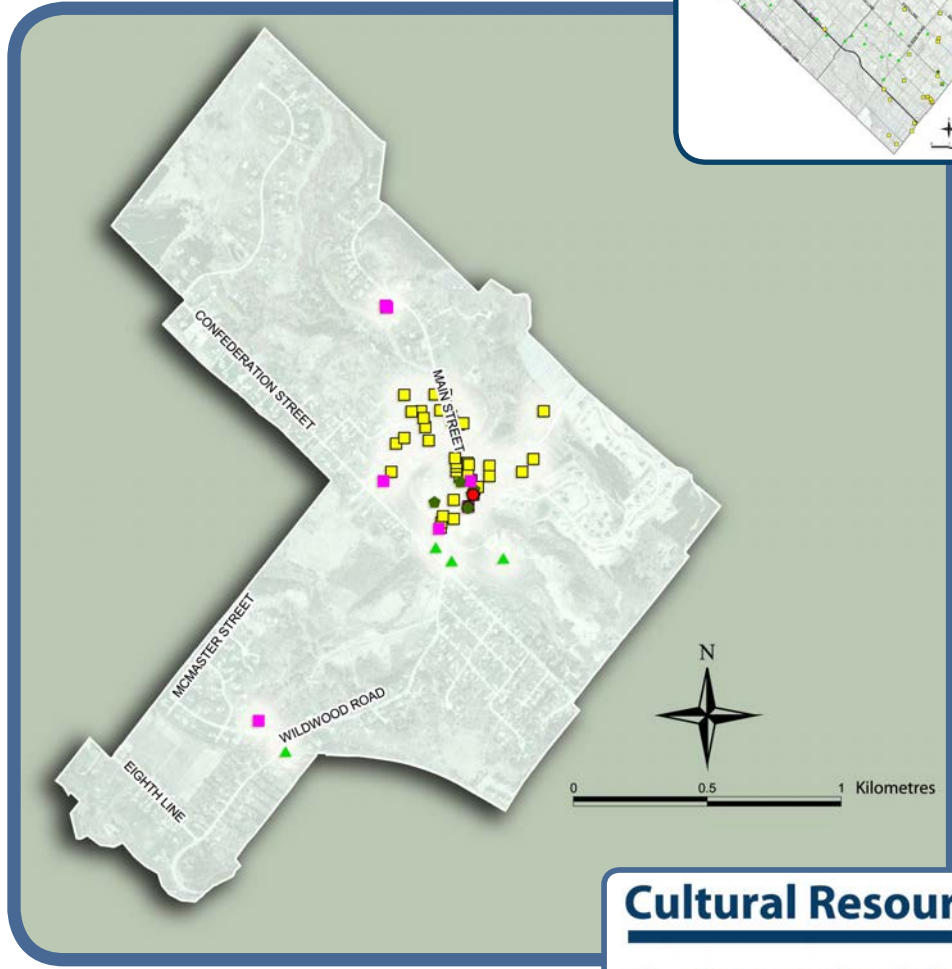 CONFEDERATION STREET
MAIN STREET
MCMASTER STREET
WILDWOOD ROAD
EIGHTH LINE
N
0 0.5 1 Kilometres
Cultural Resour